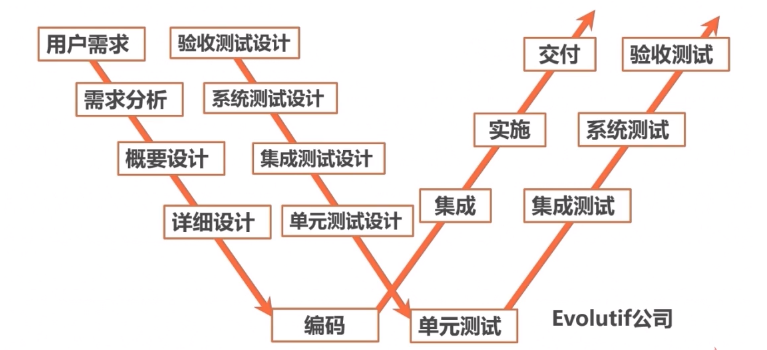 用户需求
验收测试设计
交付
验收测试
需求分析
系统测试设计
实施
系统测试
概要设计
集成测试设计
集成
集成测试
详细设计
单元测试设计
编码
单元测试
Evolutif公司